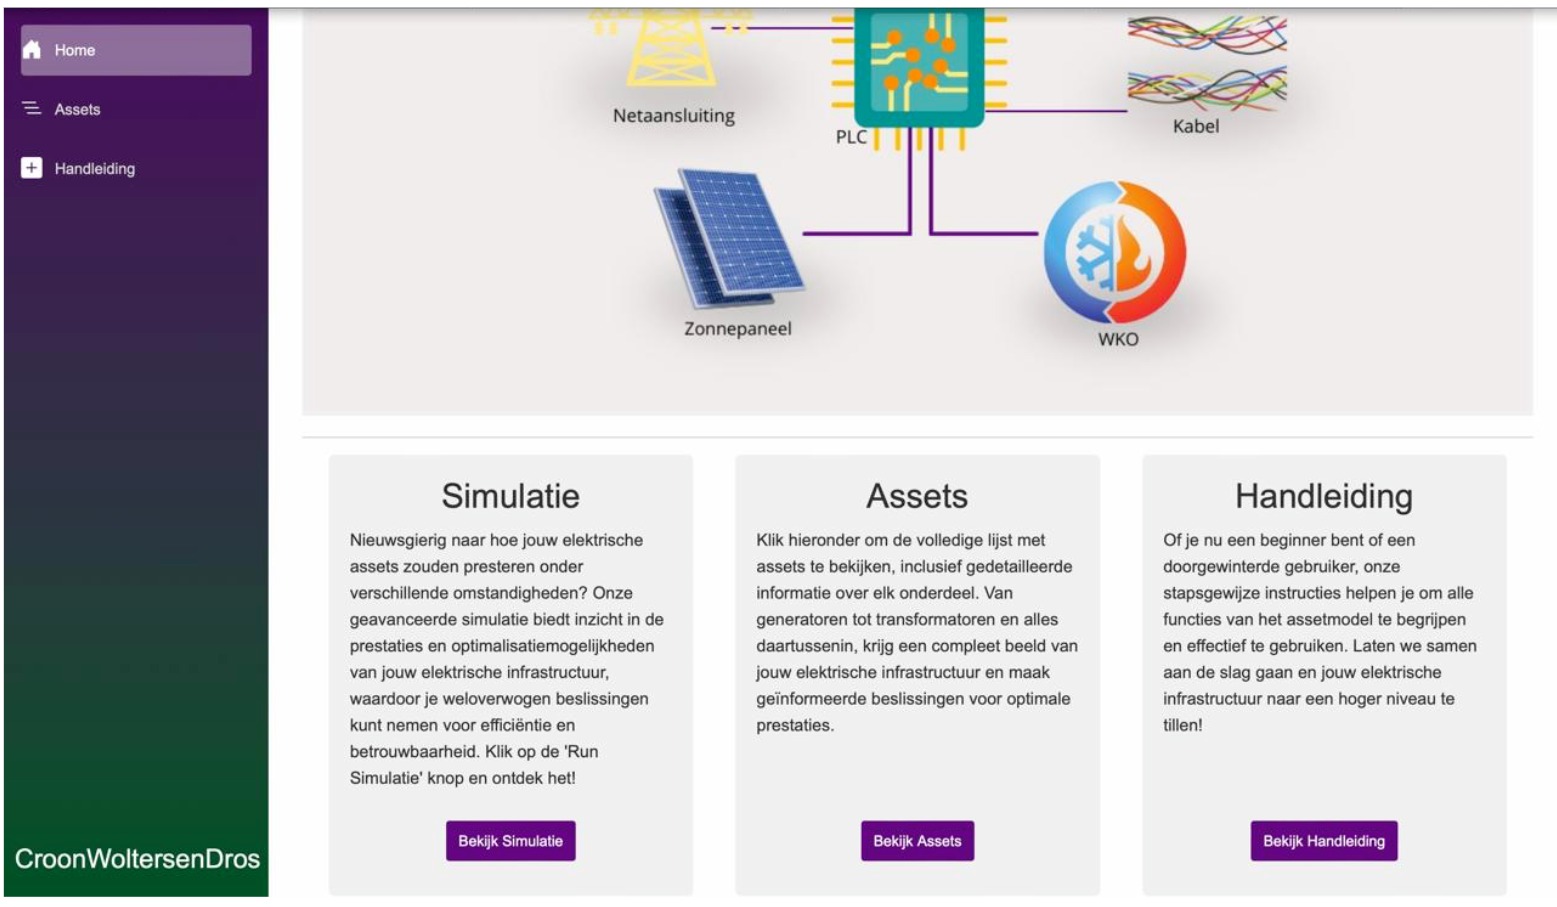 Home
Assets
Handleiding
CroonWoltersenDros
Netaansluiting
PLC
Kabel
Zonnepaneel
WKO
Simulatie
Nieuwsgierig naar hoe jouw elektrische
assets zouden presteren onder
verschillende omstandigheden? Onze
geavanceerde simulatie biedt inzicht in de
prestaties en optimalisatiemogelijkheden
van jouw elektrische infrastructuur,
waardoor je weloverwogen beslissingen
kunt nemen voor efficiëntie en
betrouwbaarheid. Klik op de 'Run
Simulatie' knop en ontdek het!
Bekijk Simulatie
Assets
Klik hieronder om de volledige lijst met
assets te bekijken, inclusief gedetailleerde
informatie over elk onderdeel. Van
generatoren tot transformatoren en alles
daartussenin, krijg een compleet beeld van
jouw elektrische infrastructuur en maak
geïnformeerde beslissingen voor optimale
prestaties.
Bekijk Assets
Handleiding
Of je nu een beginner bent of een
doorgewinterde gebruiker, onze
stapsgewijze instructies helpen je om alle
functies van het assetmodel te begrijpen
en effectief te gebruiken. Laten we samen
aan de slag gaan en jouw elektrische
infrastructuur naar een hoger niveau te
tillen!
Bekijk Handleiding